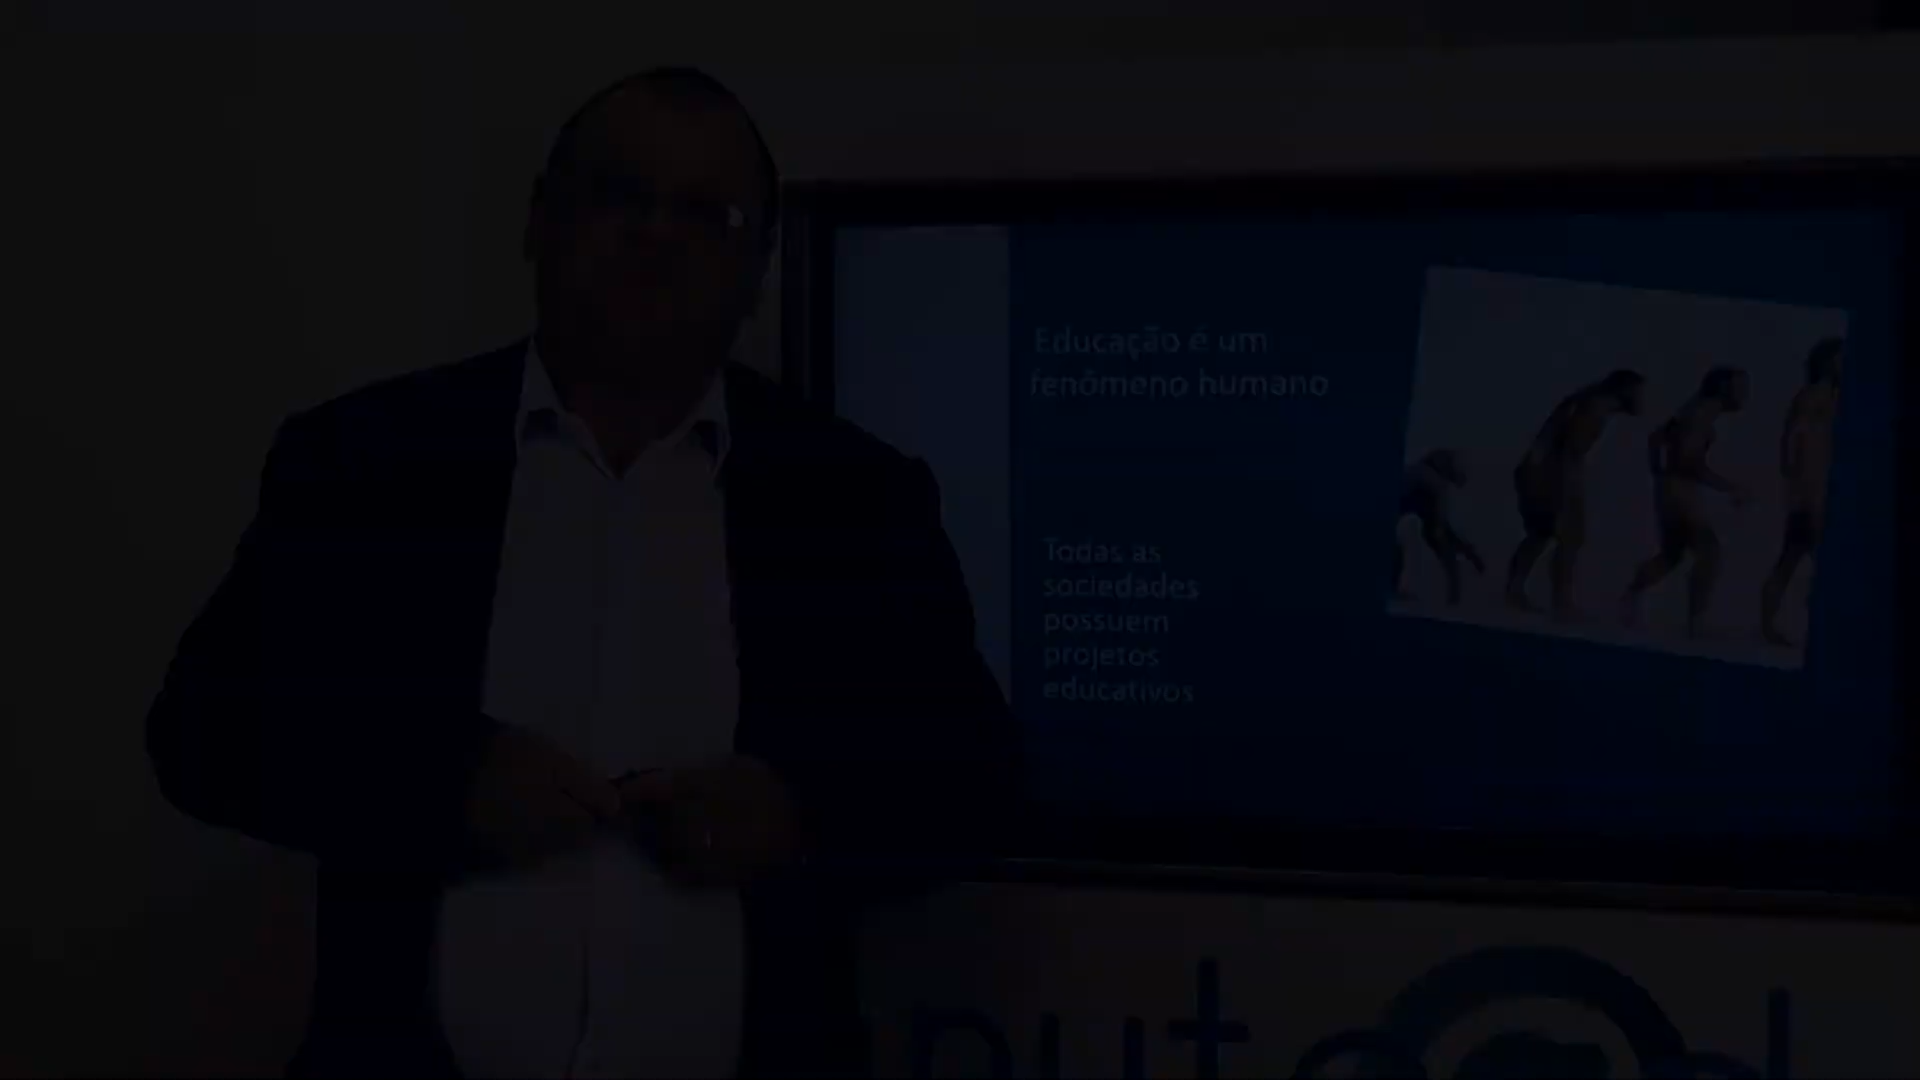 Educação é um
fenômeno humano
Todas as
sociedades
possuem
projetos
educativos